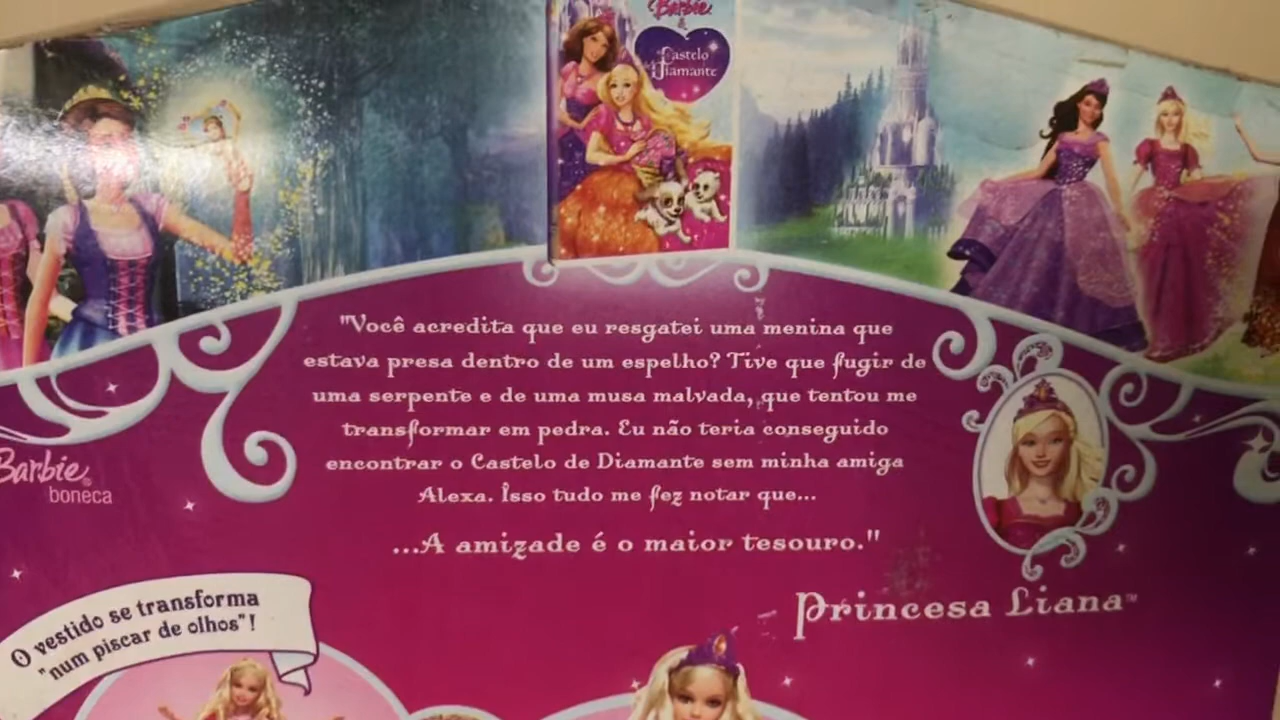 Barbie
&
Castelo
de Diamante
"Você acredita que eu resgatei uma menina que
estava presa dentro de um espelho? Tive que fugir de
uma serpente e de uma musa malvada, que tentou me
transformar em pedra. Eu não teria conseguido
encontrar o Castelo de Diamante sem minha amiga
Alexa. Isso tudo me fez notar que...
...A amizade é o maior tesouro."
Princesa Liana™
Barbie®
boneca
O vestido se transforma
"num piscar de olhos"!